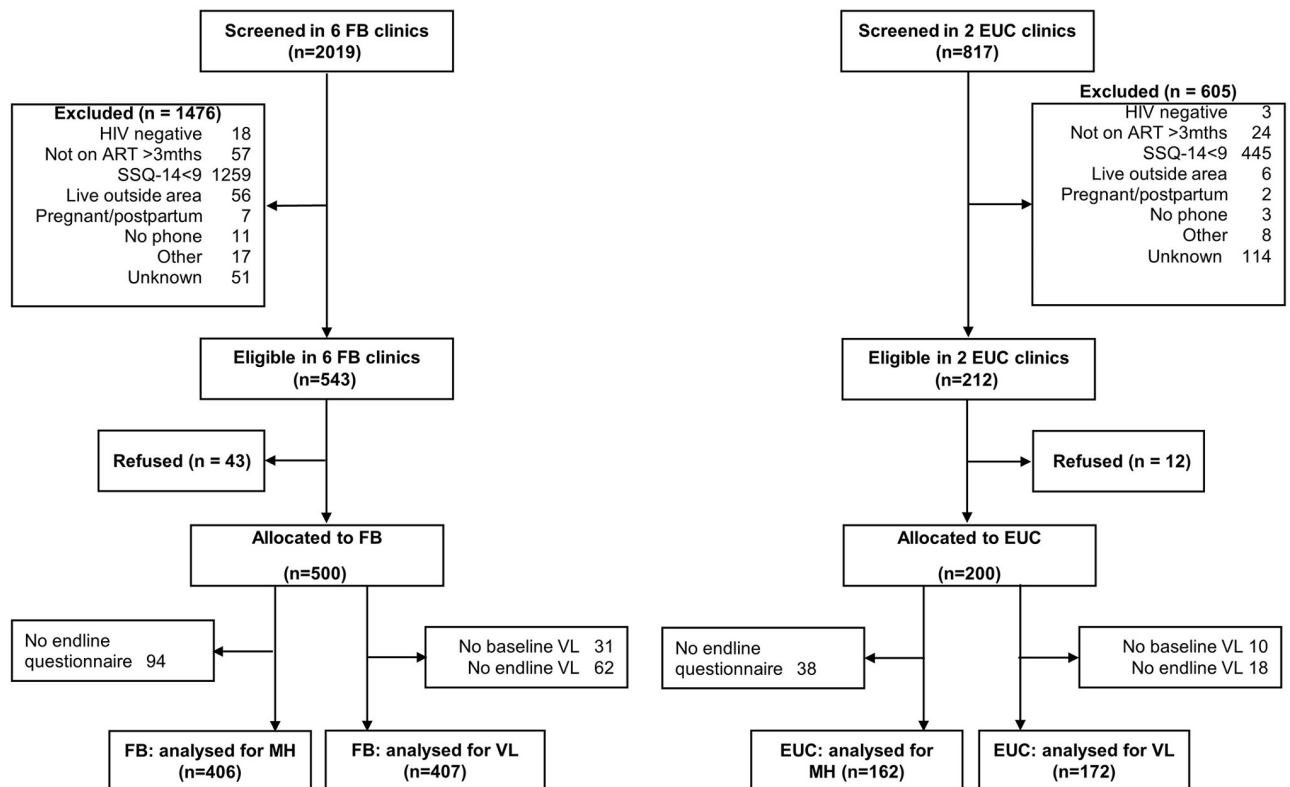 Screened in 6 FB clinics
(n=2019)
Excluded (n = 1476)
HIV negative 18
Not on ART >3mths 57
SSQ-14<9 1259
Live outside area 56
Pregnant/postpartum 7
No phone 11
Other 17
Unknown 51
Eligible in 6 FB clinics
(n=543)
Refused (n = 43)
Allocated to FB
(n=500)
No endline
questionnaire 94
No baseline VL 31
No endline VL 62
FB: analysed for MH
(n=406)
FB: analysed for VL
(n=407)
Screened in 2 EUC clinics
(n=817)
Excluded (n = 605)
HIV negative 3
Not on ART >3mths 24
SSQ-14<9 445
Live outside area 6
Pregnant/postpartum 2
No phone 3
Other 8
Unknown 114
Eligible in 2 EUC clinics
(n=212)
Refused (n = 12)
Allocated to EUC
(n=200)
No endline
questionnaire 38
No baseline VL 10
No endline VL 18
EUC: analysed for
MH (n=162)
EUC: analysed for VL
(n=172)